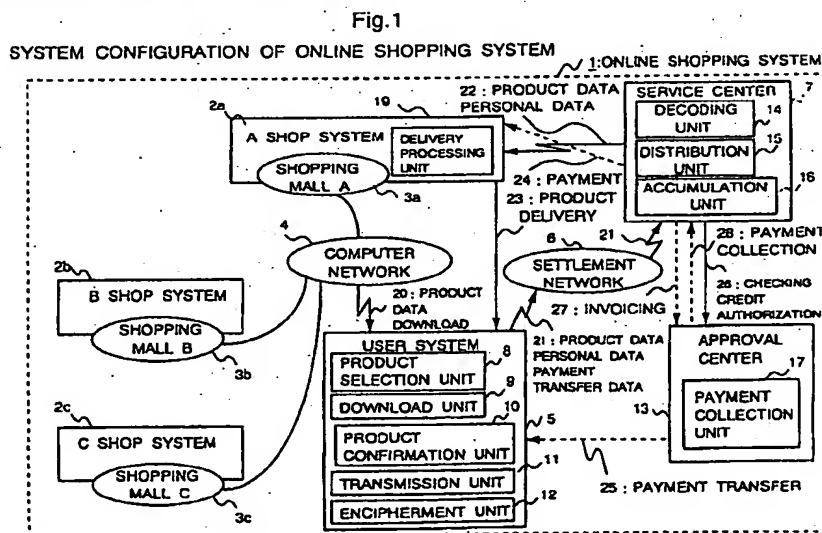 Fig.1
SYSTEM CONFIGURATION OF ONLINE SHOPPING SYSTEM
1:ONLINE SHOPPING SYSTEM
2a
19
A SHOP SYSTEM
DELIVERY
PROCESSING
UNIT
SHOPPING
MALL A
3a
22 : PRODUCT DATA
PERSONAL DATA
SERVICE CENTER
7
DECODING
UNIT
14
DISTRIBUTION
UNIT
15
ACCUMULATION
UNIT
16
24 : PAYMENT
23 : PRODUCT
DELIVERY
4
COMPUTER
NETWORK
6
SETTLEMENT
NETWORK
21
28 : PAYMENT
COLLECTION
26 : CHECKING
CREDIT
AUTHORIZATION
27 : INVOICING
2b
B SHOP SYSTEM
SHOPPING
MALL B
3b
20 : PRODUCT
DATA
DOWNLOAD
21 : PRODUCT DATA
PERSONAL DATA
PAYMENT
TRANSFER DATA
USER SYSTEM
PRODUCT
SELECTION UNIT
8
DOWNLOAD UNIT
9
PRODUCT
CONFIRMATION UNIT
10
5
TRANSMISSION UNIT
11
ENCIPHERMENT UNIT
12
APPROVAL
CENTER
17
PAYMENT
COLLECTION
UNIT
13
25 : PAYMENT TRANSFER
2c
C SHOP SYSTEM
SHOPPING
MALL C
3c